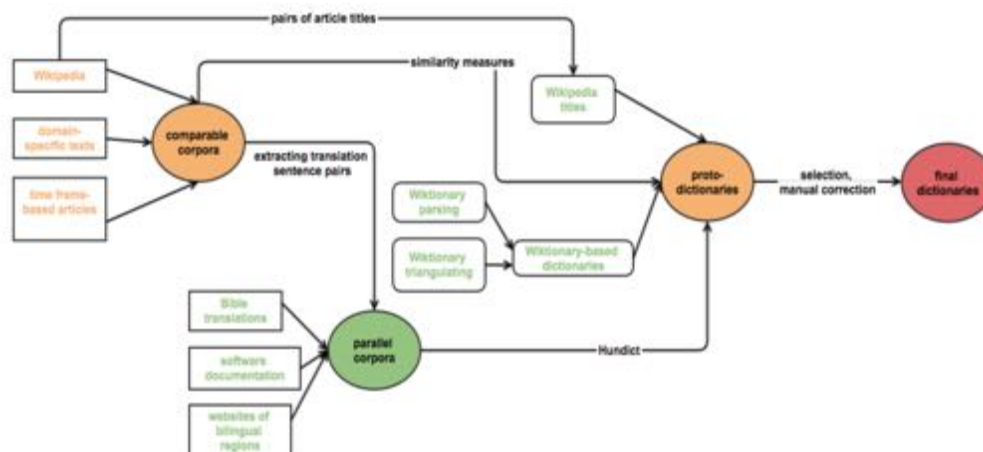 pairs of article titles
similarity measures
Wikipedia
Wikipedia
titles
domain-
specific texts
comparable
corpora
extracting translation
sentence pairs
proto-
dictionaries
selection,
manual correction
final
dictionaries
time frame-
based articles
Wiktionary
parsing
Wiktionary
triangulating
Wiktionary-based
dictionaries
Bible
translations
software
documentation
parallel
corpora
Hundict
websites of
bilingual
regions